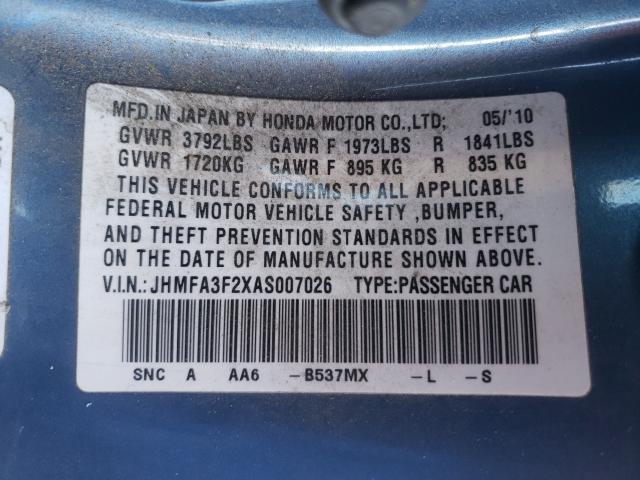 MFD.IN JAPAN BY HONDA MOTOR CO.,LTD; 05/'10
GVWR 3792LBS GAWR F 1973LBS R 1841LBS
GVWR 1720KG GAWR F 895 KG R 835 KG
THIS VEHICLE CONFORMS TO ALL APPLICABLE
FEDERAL MOTOR VEHICLE SAFETY ,BUMPER,
AND THEFT PREVENTION STANDARDS IN EFFECT
ON THE DATE OF MANUFACTURE SHOWN ABOVE.
V.I.N.: JHMFA3F2XAS007026 TYPE:PASSENGER CAR
SNC A AA6 -B537MX -L -S